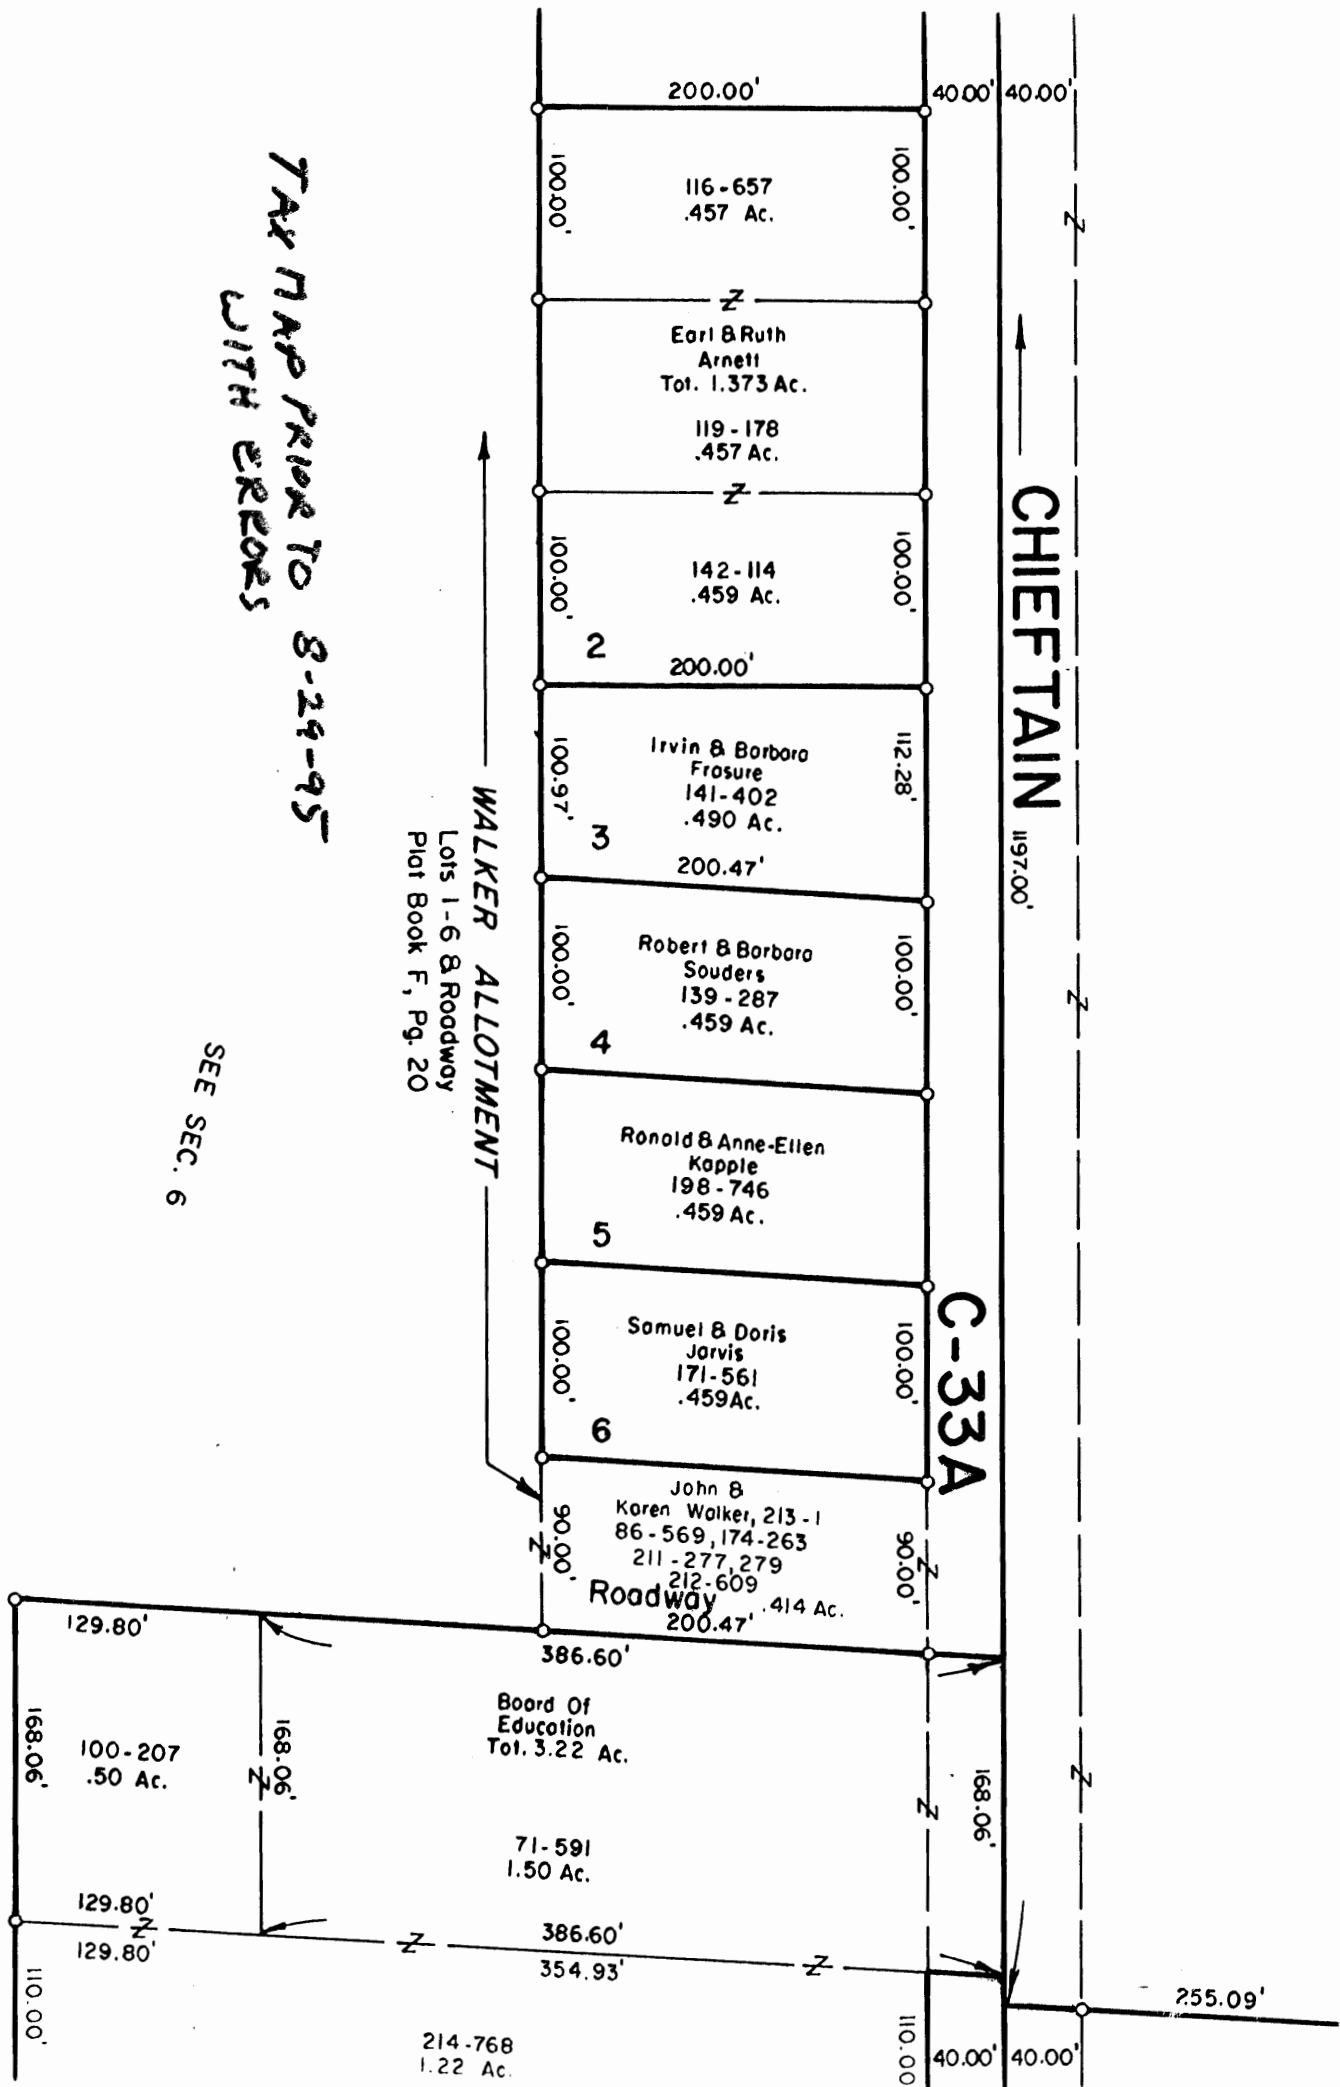 200.00'
40.00'
40.00'
100.00'
116-657
.457 Ac.
100.00'
Earl & Ruth
Arnett
Tot. 1.373 Ac.
119-178
.457 Ac.
100.00'
142-114
.459 Ac.
100.00'
2
200.00'
CHIEFTAIN
1197.00'
TAX MAP PRIOR TO 8-29-95
WITH ERRORS
100.97'
Irvin & Barbara
Frasure
141-402
.490 Ac.
112.28'
3
200.47'
WALKER ALLOTMENT
Lots 1-6 & Roadway
Plat Book F, Pg. 20
100.00'
Robert & Barbara
Souders
139-287
.459 Ac.
100.00'
4
SEE SEC. 6
Ronald & Anne-Ellen
Kapple
198-746
.459 Ac.
5
C-33A
100.00'
Samuel & Doris
Jarvis
171-561
.459 Ac.
100.00'
6
90.00'
John &
Karen Walker, 213-1
86-569, 174-263
211-277, 279
212-609
Roadway
.414 Ac.
90.00'
200.47'
129.80'
386.60'
168.06'
100-207
.50 Ac.
168.06'
Board Of
Education
Tot. 3.22 Ac.
168.06'
71-591
1.50 Ac.
129.80'
386.60'
129.80'
354.93'
255.09'
110.00'
214-768
1.22 Ac.
110.00
40.00'
40.00'